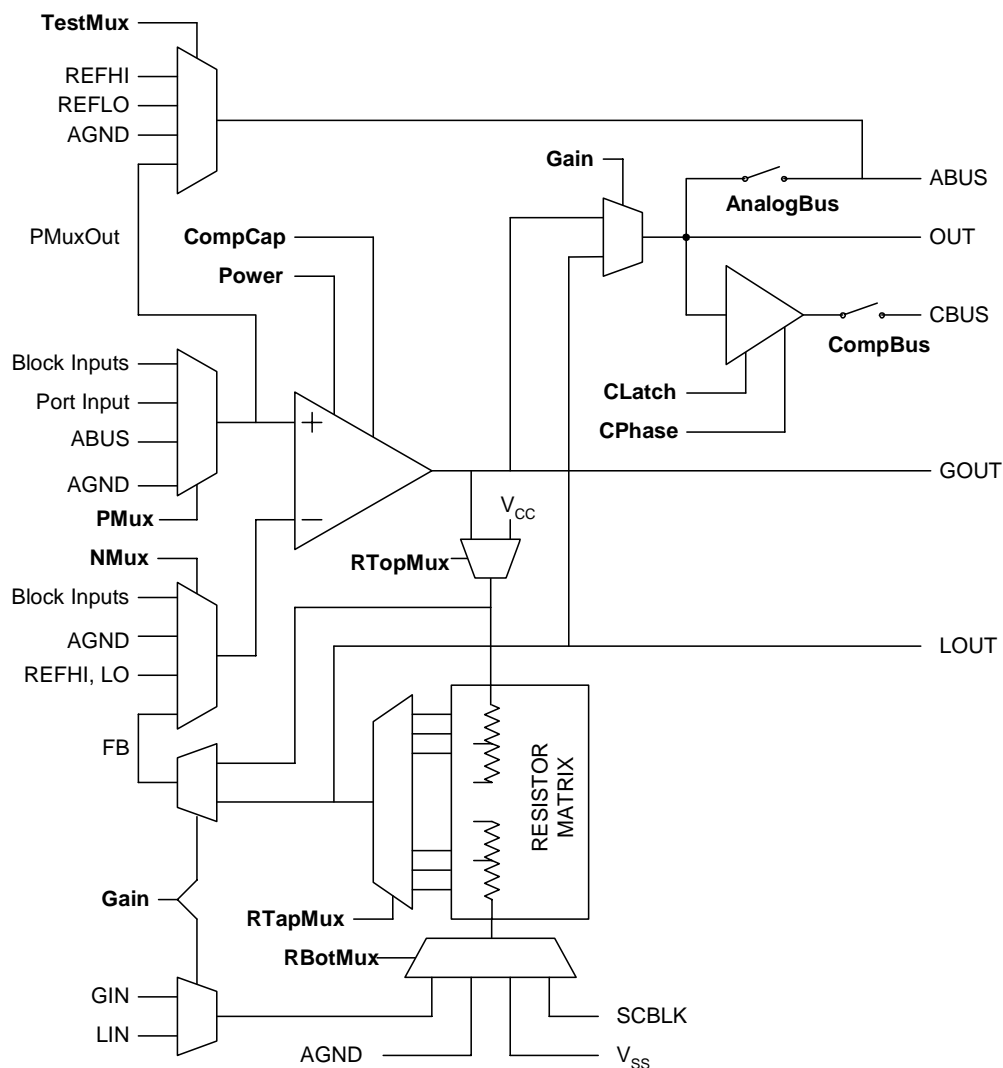 TestMux
REFHI
REFLO
AGND
PMuxOut
Gain
ABUS
AnalogBus
OUT
CBUS
CompBus
CLatch
CPhase
CompCap
Power
Block Inputs
Port Input
ABUS
AGND
PMux
+
−
GOUT
VCC
RTopMux
NMux
Block Inputs
AGND
REFHI, LO
FB
LOUT
RESISTOR
MATRIX
Gain
RTapMux
RBotMux
GIN
LIN
AGND
SCBLK
VSS